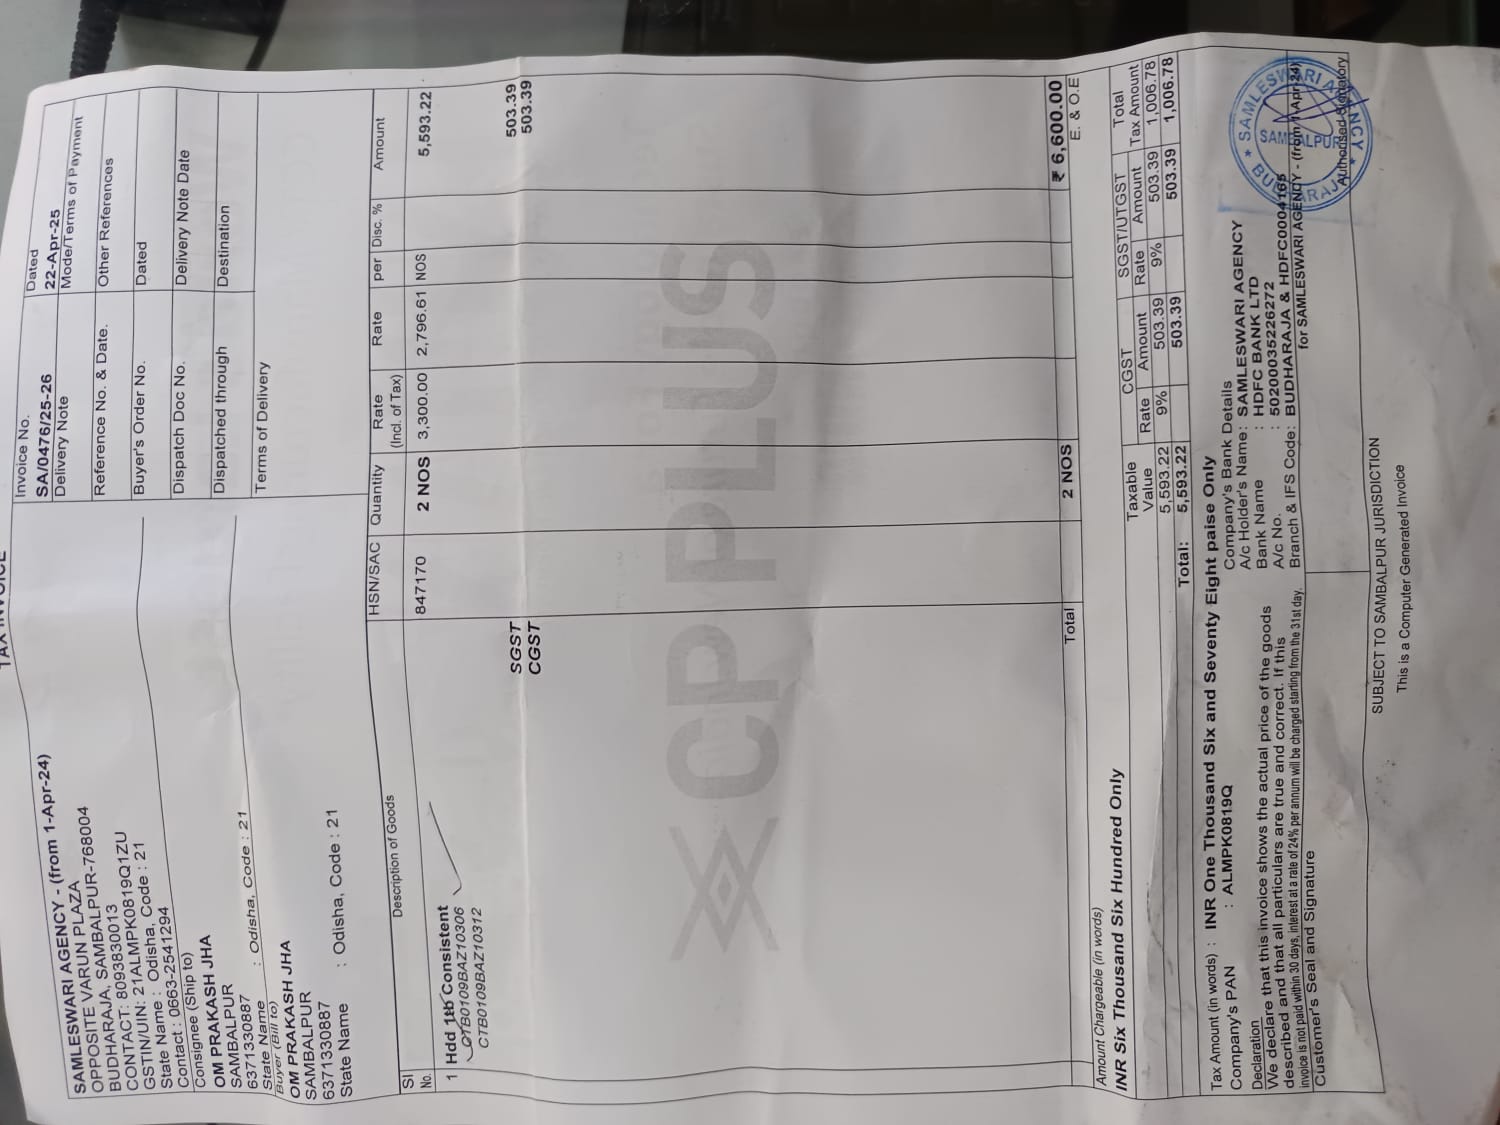 TAX INVOICE
SAMLESWARI AGENCY - (from 1-Apr-24)
OPPOSITE VARUN PLAZA
BUDHARAJA, SAMBALPUR-768004
CONTACT: 8093830013
GSTIN/UIN: 21ALMPK0819Q1ZU
State Name : Odisha, Code : 21
Contact : 0663-2541294
Consignee (Ship to)
OM PRAKASH JHA
SAMBALPUR
6371330887
State Name : Odisha, Code : 21
Buyer (Bill to)
OM PRAKASH JHA
SAMBALPUR
6371330887
State Name : Odisha, Code : 21
Invoice No. Dated
SA/0476/25-26 22-Apr-25
Delivery Note Mode/Terms of Payment
Reference No. & Date. Other References
Buyer's Order No. Dated
Dispatch Doc No. Delivery Note Date
Dispatched through Destination
Terms of Delivery
Sl No. Description of Goods HSN/SAC Quantity Rate (Incl. of Tax) Rate per Disc. % Amount
1 Hdd 1tb Consistent 847170 2 NOS 3,300.00 2,796.61 NOS 5,593.22
CTB0109BAZ10306
CTB0109BAZ10312
SGST 503.39
CGST 503.39
CP PLUS
Total 2 NOS ₹ 6,600.00
Amount Chargeable (in words) E. & O.E
INR Six Thousand Six Hundred Only
Taxable Value CGST SGST/UTGST Total Tax Amount
Rate Amount Rate Amount
5,593.22 9% 503.39 9% 503.39 1,006.78
Total: 5,593.22 503.39 503.39 1,006.78
Tax Amount (in words) : INR One Thousand Six and Seventy Eight paise Only
Company's PAN : ALMPK0819Q
Company's Bank Details
A/c Holder's Name: SAMLESWARI AGENCY
Bank Name : HDFC BANK LTD
A/c No. : 50200035226272
Branch & IFS Code: BUDHARAJA & HDFC0004165
Declaration
We declare that this invoice shows the actual price of the goods
described and that all particulars are true and correct. If this
invoice is not paid within 30 days, interest at a rate of 24% per annum will be charged starting from the 31st day.
Customer's Seal and Signature
for SAMLESWARI AGENCY - (from 1-Apr-24)
SAMLESWARI AGENCY
SAMBALPUR
BUDHARAJA
Authorised Signatory
SUBJECT TO SAMBALPUR JURISDICTION
This is a Computer Generated Invoice